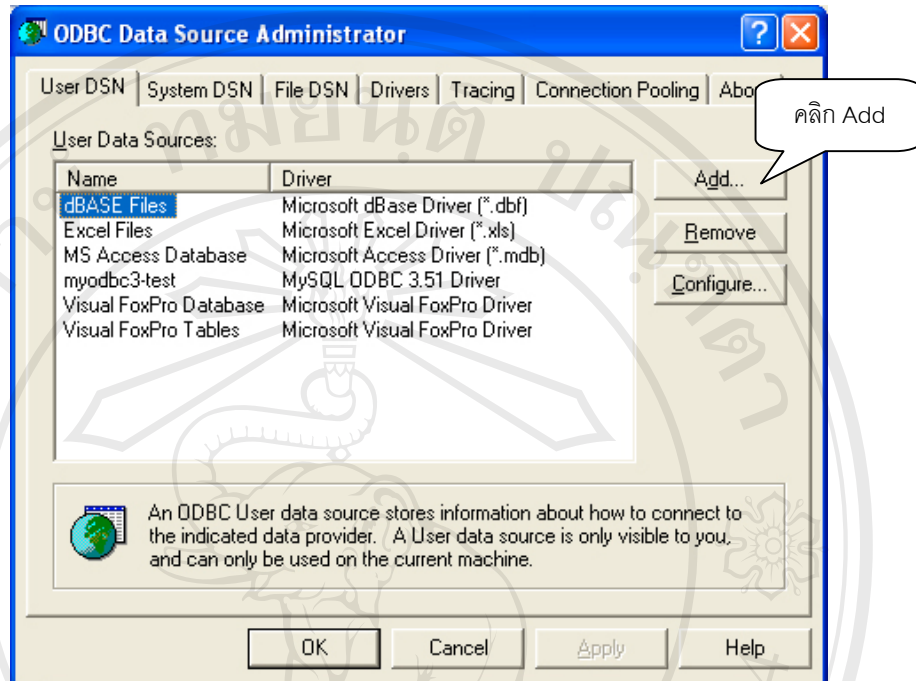 ODBC Data Source Administrator
User DSN System DSN File DSN Drivers Tracing Connection Pooling
คลิก Add
User Data Sources:
Name Driver
dBASE Files Microsoft dBase Driver (*.dbf)
Excel Files Microsoft Excel Driver (*.xls)
MS Access Database Microsoft Access Driver (*.mdb)
myodbc3-test MySQL ODBC 3.51 Driver
Visual FoxPro Database Microsoft Visual FoxPro Driver
Visual FoxPro Tables Microsoft Visual FoxPro Driver
Add...
Remove
Configure...
An ODBC User data source stores information about how to connect to
the indicated data provider. A User data source is only visible to you,
and can only be used on the current machine.
OK Cancel Apply Help